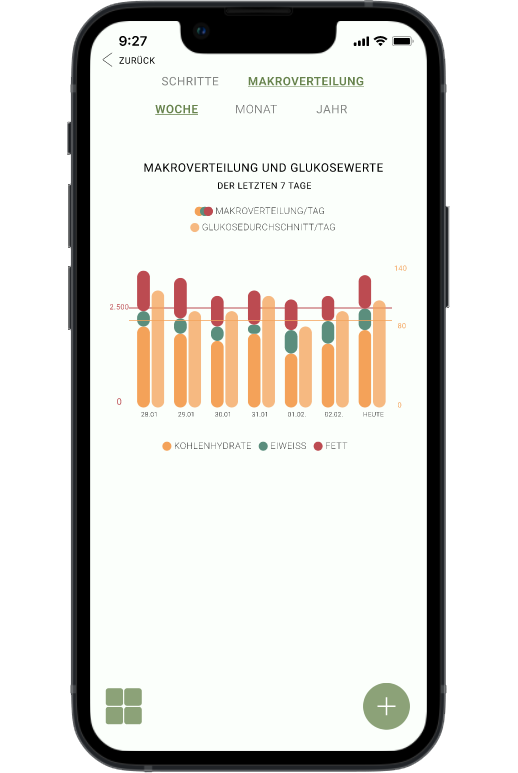 9:27
ZURÜCK
SCHRITTE MAKROVERTEILUNG
WOCHE MONAT JAHR
MAKROVERTEILUNG UND GLUKOSEWERTE
DER LETZTEN 7 TAGE
MAKROVERTEILUNG/TAG
GLUKOSEDURCHSCHNITT/TAG
140
2.500
80
0 0
28.01 29.01 30.01 31.01 01.02. 02.02. HEUTE
KOHLENHYDRATE EIWEISS FETT